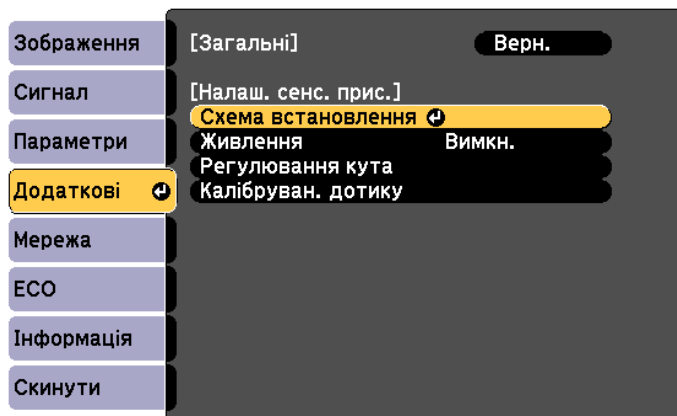 Зображення
Сигнал
Параметри
Додаткові
Мережа
ECO
Інформація
Скинути
[Загальні] Верн.
[Налаш. сенс. прис.]
Схема встановлення
Живлення Вимкн.
Регулювання кута
Калібруван. дотику